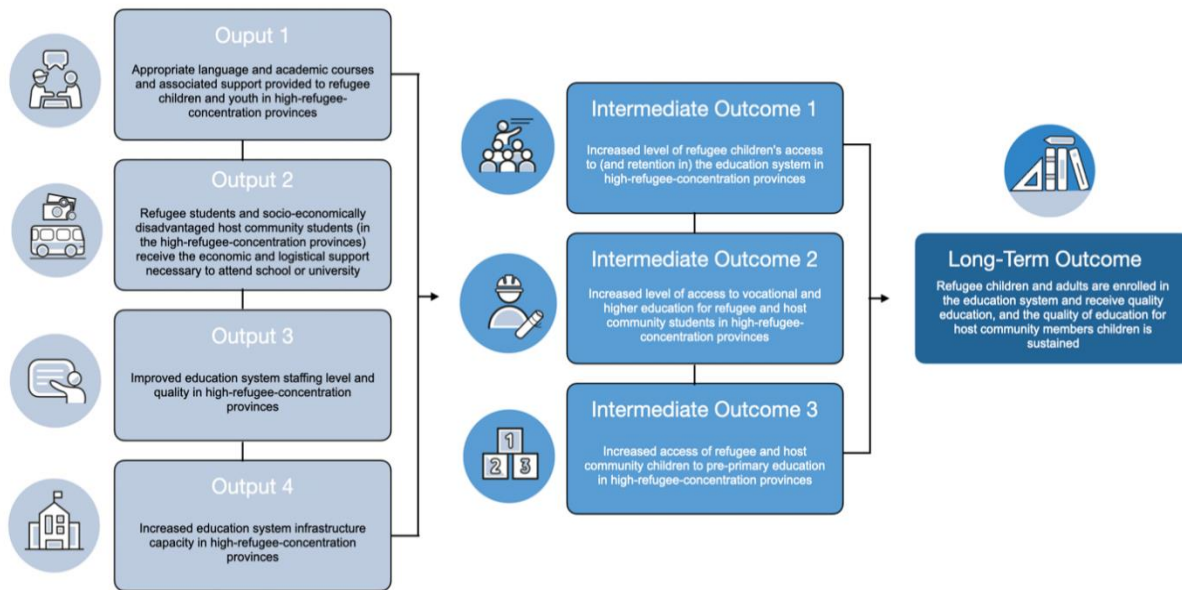 Ouput 1
Appropriate language and academic courses
and associated support provided to refugee
children and youth in high-refugee-
concentration provinces
Output 2
Refugee students and socio-economically
disadvantaged host community students (in
the high-refugee-concentration provinces)
receive the economic and logistical support
necessary to attend school or university
Output 3
Improved education system staffing level and
quality in high-refugee-concentration
provinces
Output 4
Increased education system infrastructure
capacity in high-refugee-concentration
provinces
Intermediate Outcome 1
Increased level of refugee children's access
to (and retention in) the education system in
high-refugee-concentration provinces
Intermediate Outcome 2
Increased level of access to vocational and
higher education for refugee and host
community students in high-refugee-
concentration provinces
1
2 3
Intermediate Outcome 3
Increased access of refugee and host
community children to pre-primary education
in high-refugee-concentration provinces
Long-Term Outcome
Refugee children and adults are enrolled in
the education system and receive quality
education, and the quality of education for
host community members children is
sustained